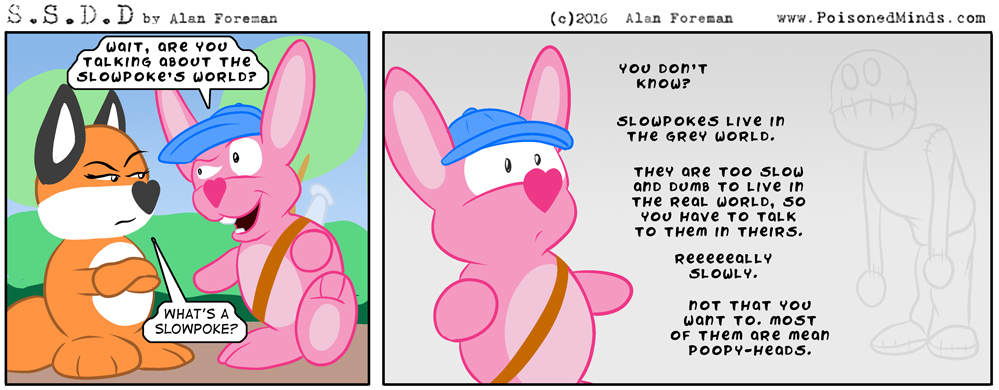 S.S.D.D by Alan Foreman (c)2016 Alan Foreman www.PoisonedMinds.com
WAIT, ARE YOU
TALKING ABOUT THE
SLOWPOKE'S WORLD?
WHAT'S A
SLOWPOKE?
YOU DON'T
KNOW?
SLOWPOKES LIVE IN
THE GREY WORLD.
THEY ARE TOO SLOW
AND DUMB TO LIVE IN
THE REAL WORLD, SO
YOU HAVE TO TALK
TO THEM IN THEIRS.
REEEEEALLY
SLOWLY.
NOT THAT YOU
WANT TO. MOST
OF THEM ARE MEAN
POOPY-HEADS.